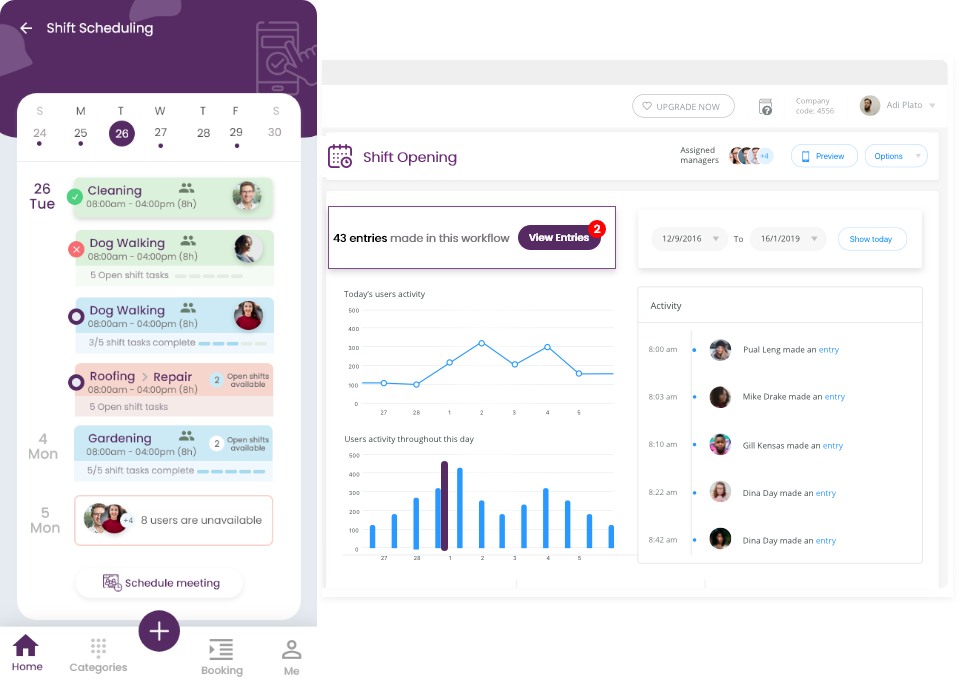 Shift Scheduling
S M T W T F S
24 25 26 27 28 29 30
26
Tue
Cleaning
08:00am - 04:00pm (8h)
Dog Walking
08:00am - 04:00pm (8h)
5 Open shift tasks
Dog Walking
08:00am - 04:00pm (8h)
3/5 shift tasks complete
Roofing > Repair
08:00am - 04:00pm (8h)
2
Open shifts
available
5 Open shift tasks
4
Mon
Gardening
08:00am - 04:00pm (8h)
2
Open shifts
available
5/5 shift tasks complete
5
Mon
+4
8 users are unavailable
Schedule meeting
Home
Categories
Booking
Me
UPGRADE NOW
?
Company
code: 4556
Adi Plato
Shift Opening
Assigned
managers
+4
Preview
Options
43 entries made in this workflow
View Entries
2
12/9/2016
To
16/1/2019
Show today
Today's users activity
500
400
300
200
100
0
27 28 1 2 3 4 5
Users activity throughout this day
500
400
300
200
100
0
27 28 1 2 3 4 5
Activity
8:00 am Pual Leng made an entry
8:03 am Mike Drake made an entry
8:10 am Gill Kensas made an entry
8:22 am Dina Day made an entry
8:42 am Dina Day made an entry